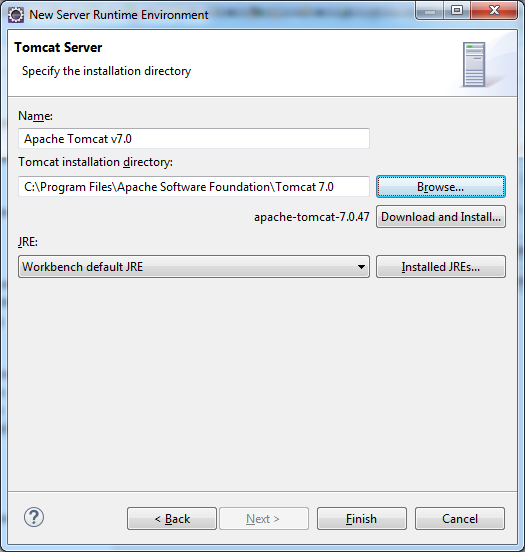 New Server Runtime Environment
Tomcat Server
Specify the installation directory
Name:
Apache Tomcat v7.0
Tomcat installation directory:
C:\Program Files\Apache Software Foundation\Tomcat 7.0
Browse...
apache-tomcat-7.0.47
Download and Install...
JRE:
Workbench default JRE
Installed JREs...
?
< Back
Next >
Finish
Cancel